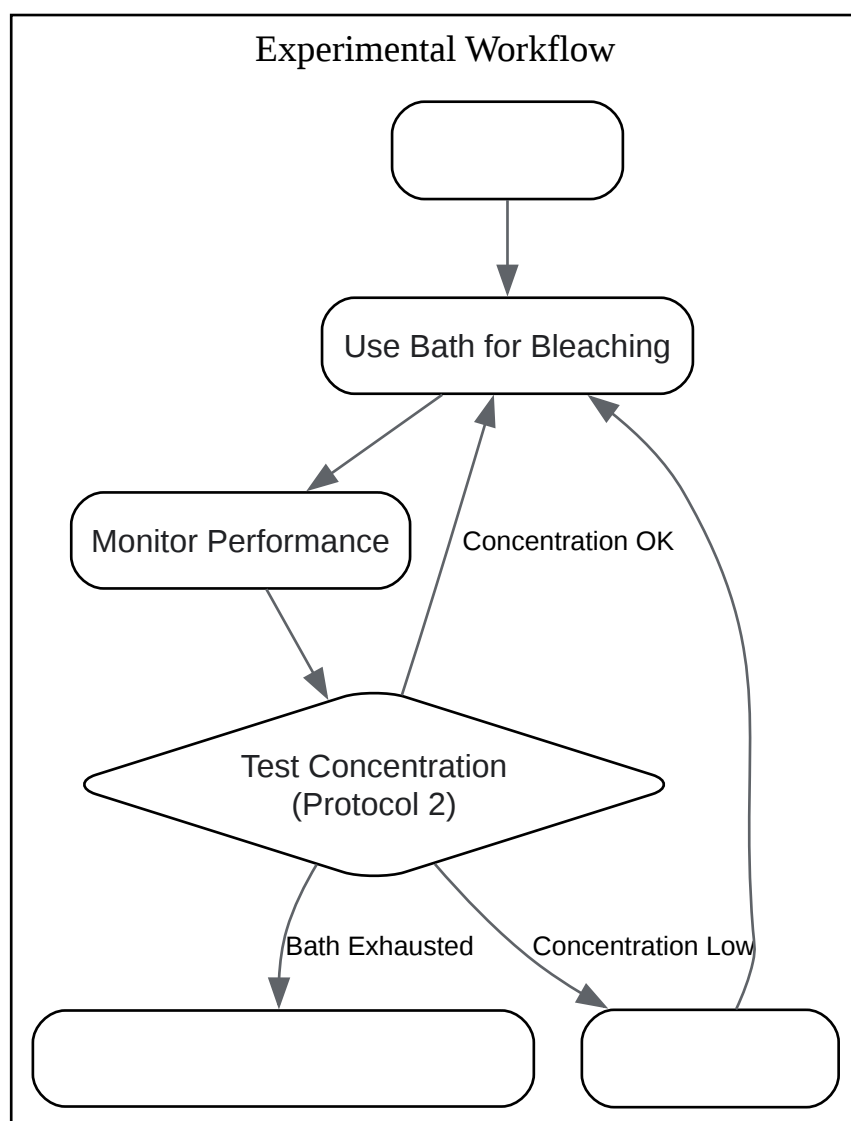 Experimental Workflow
Use Bath for Bleaching
Monitor Performance
Concentration OK
Test Concentration
(Protocol 2)
Bath Exhausted
Concentration Low